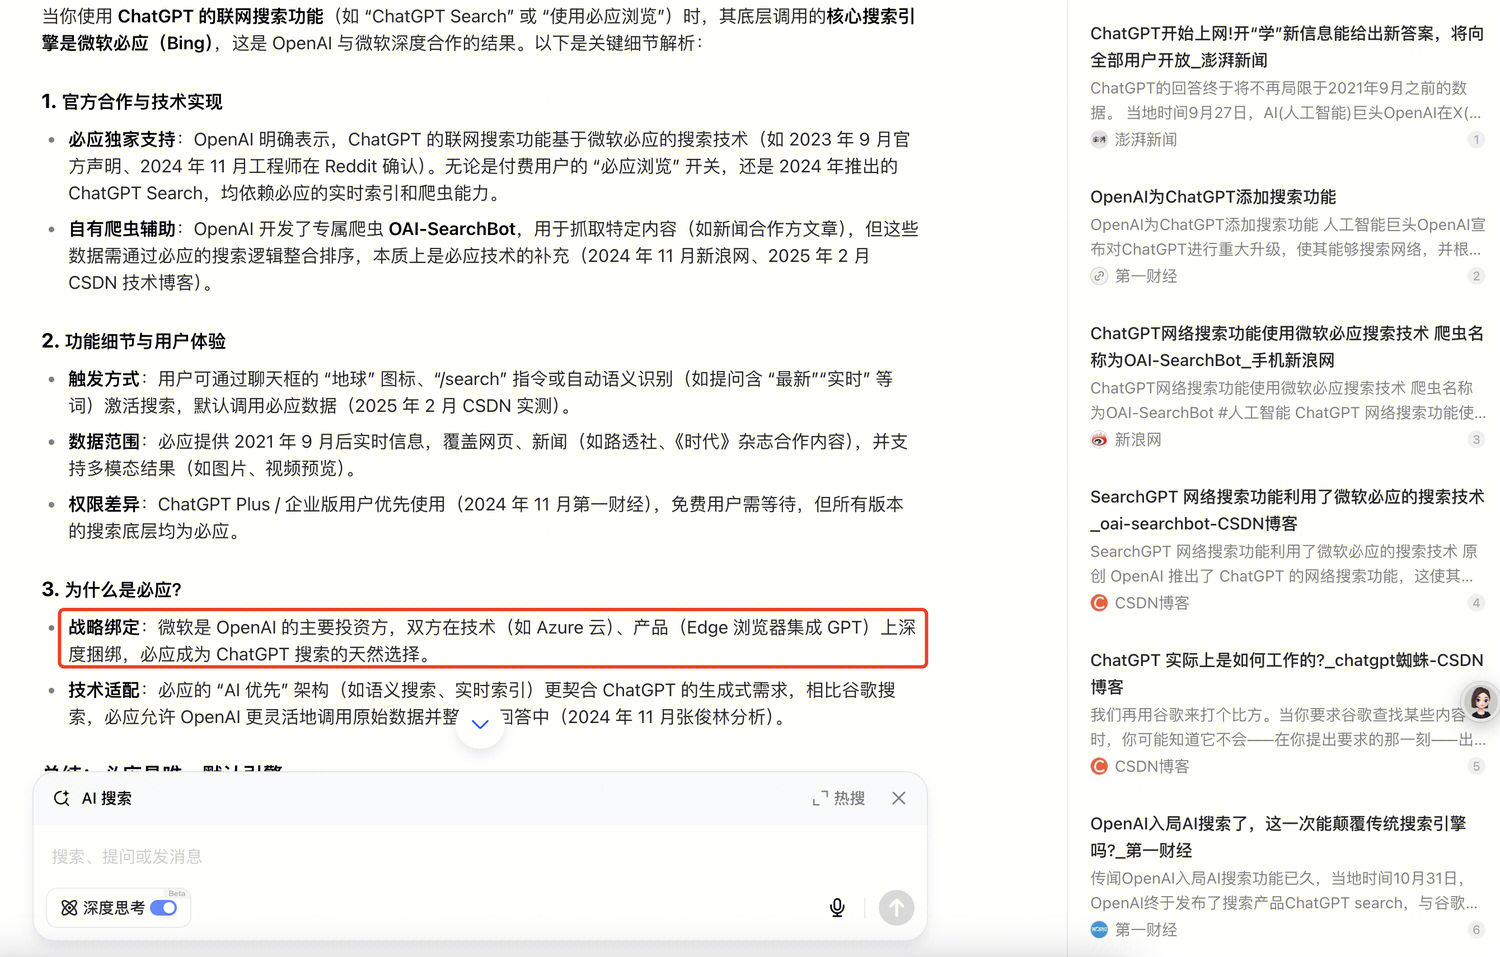 当你使用 ChatGPT 的联网搜索功能（如 “ChatGPT Search” 或 “使用必应浏览”）时，其底层调用的核心搜索引
擎是微软必应（Bing），这是 OpenAI 与微软深度合作的结果。以下是关键细节解析：
1. 官方合作与技术实现
必应独家支持：OpenAI 明确表示，ChatGPT 的联网搜索功能基于微软必应的搜索技术（如 2023 年 9 月官
方声明、2024 年 11 月工程师在 Reddit 确认）。无论是付费用户的 “必应浏览” 开关，还是 2024 年推出的
ChatGPT Search，均依赖必应的实时索引和爬虫能力。
自有爬虫辅助：OpenAI 开发了专属爬虫 OAI-SearchBot，用于抓取特定内容（如新闻合作方文章），但这些
数据需通过必应的搜索逻辑整合排序，本质上是必应技术的补充（2024 年 11 月新浪网、2025 年 2 月
CSDN 技术博客）。
2. 功能细节与用户体验
触发方式：用户可通过聊天框的 “地球” 图标、“/search” 指令或自动语义识别（如提问含 “最新”“实时” 等
词）激活搜索，默认调用必应数据（2025 年 2 月 CSDN 实测）。
数据范围：必应提供 2021 年 9 月后实时信息，覆盖网页、新闻（如路透社、《时代》杂志合作内容），并支
持多模态结果（如图片、视频预览）。
权限差异：ChatGPT Plus / 企业版用户优先使用（2024 年 11 月第一财经），免费用户需等待，但所有版本
的搜索底层均为必应。
3. 为什么是必应？
战略绑定：微软是 OpenAI 的主要投资方，双方在技术（如 Azure 云）、产品（Edge 浏览器集成 GPT）上深
度捆绑，必应成为 ChatGPT 搜索的天然选择。
技术适配：必应的 “AI 优先” 架构（如语义搜索、实时索引）更契合 ChatGPT 的生成式需求，相比谷歌搜
索，必应允许 OpenAI 更灵活地调用原始数据并整 回答中（2024 年 11 月张俊林分析）。
AI 搜索
热搜
搜索、提问或发消息
深度思考
Beta
ChatGPT开始上网!开“学”新信息能给出新答案，将向
全部用户开放_澎湃新闻
ChatGPT的回答终于将不再局限于2021年9月之前的数
据。 当地时间9月27日，AI(人工智能)巨头OpenAI在X(...
澎湃新闻
1
OpenAI为ChatGPT添加搜索功能
OpenAI为ChatGPT添加搜索功能 人工智能巨头OpenAI宣
布对ChatGPT进行重大升级，使其能够搜索网络，并根...
第一财经
2
ChatGPT网络搜索功能使用微软必应搜索技术 爬虫名
称为OAI-SearchBot_手机新浪网
ChatGPT网络搜索功能使用微软必应搜索技术 爬虫名称
为OAI-SearchBot #人工智能 ChatGPT 网络搜索功能使...
新浪网
3
SearchGPT 网络搜索功能利用了微软必应的搜索技术
_oai-searchbot-CSDN博客
SearchGPT 网络搜索功能利用了微软必应的搜索技术 原
创 OpenAI 推出了 ChatGPT 的网络搜索功能，这使其...
CSDN博客
4
ChatGPT 实际上是如何工作的?_chatgpt蜘蛛-CSDN
博客
我们再用谷歌来打个比方。当你要求谷歌查找某些内容
时，你可能知道它不会——在你提出要求的那一刻——出...
CSDN博客
5
OpenAI入局AI搜索了，这一次能颠覆传统搜索引擎
吗?_第一财经
传闻OpenAI入局AI搜索功能已久，当地时间10月31日，
OpenAI终于发布了搜索产品ChatGPT search，与谷歌...
第一财经
6